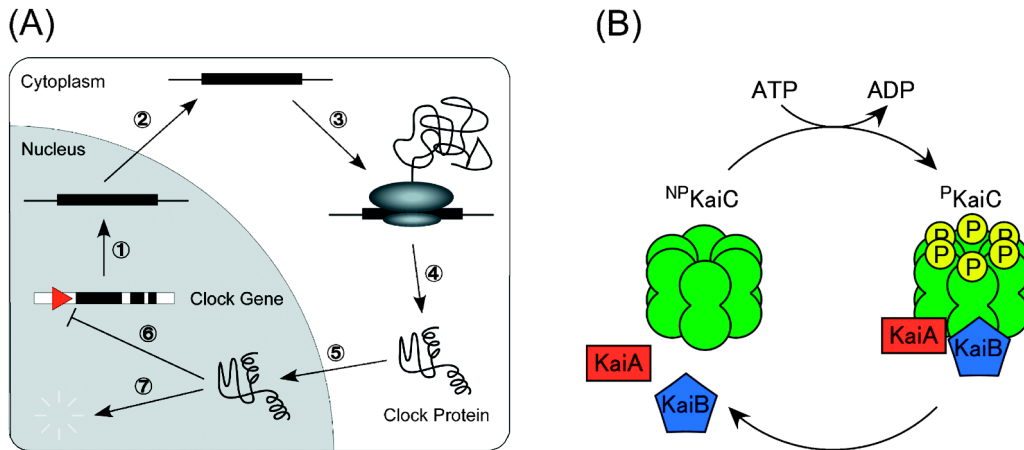 (A)
Cytoplasm
②
③
Nucleus
①
④
Clock Gene
⑥
⑤
⑦
Clock Protein
(B)
ATP
ADP
NPKaiC
PKaiC
P
P
P
P
P
P
KaiA
KaiB
KaiA
KaiB